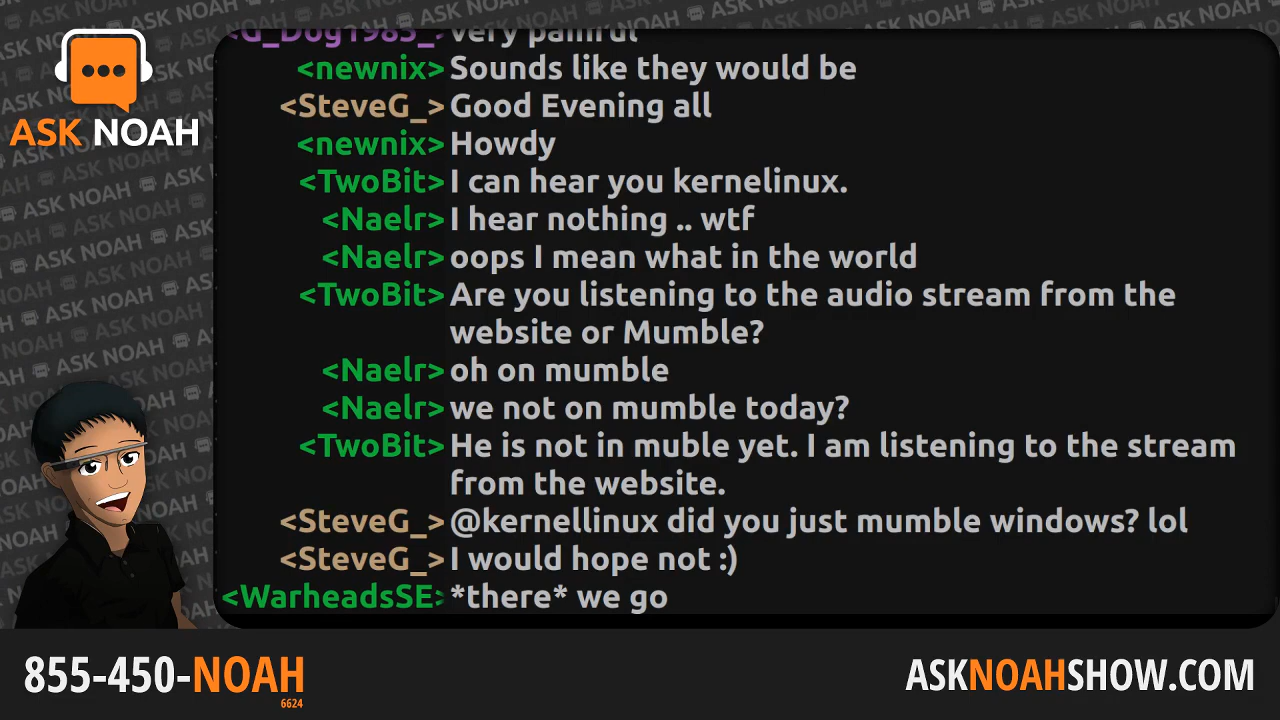 ASK NOAH
<G_Dog1985_> very painful
<newnix> Sounds like they would be
<SteveG_> Good Evening all
<newnix> Howdy
<TwoBit> I can hear you kernelinux.
<Naelr> I hear nothing .. wtf
<Naelr> oops I mean what in the world
<TwoBit> Are you listening to the audio stream from the
website or Mumble?
<Naelr> oh on mumble
<Naelr> we not on mumble today?
<TwoBit> He is not in muble yet. I am listening to the stream
from the website.
<SteveG_> @kernellinux did you just mumble windows? lol
<SteveG_> I would hope not :)
<WarheadsSE> *there* we go
855-450-NOAH
6624
ASKNOAHSHOW.COM